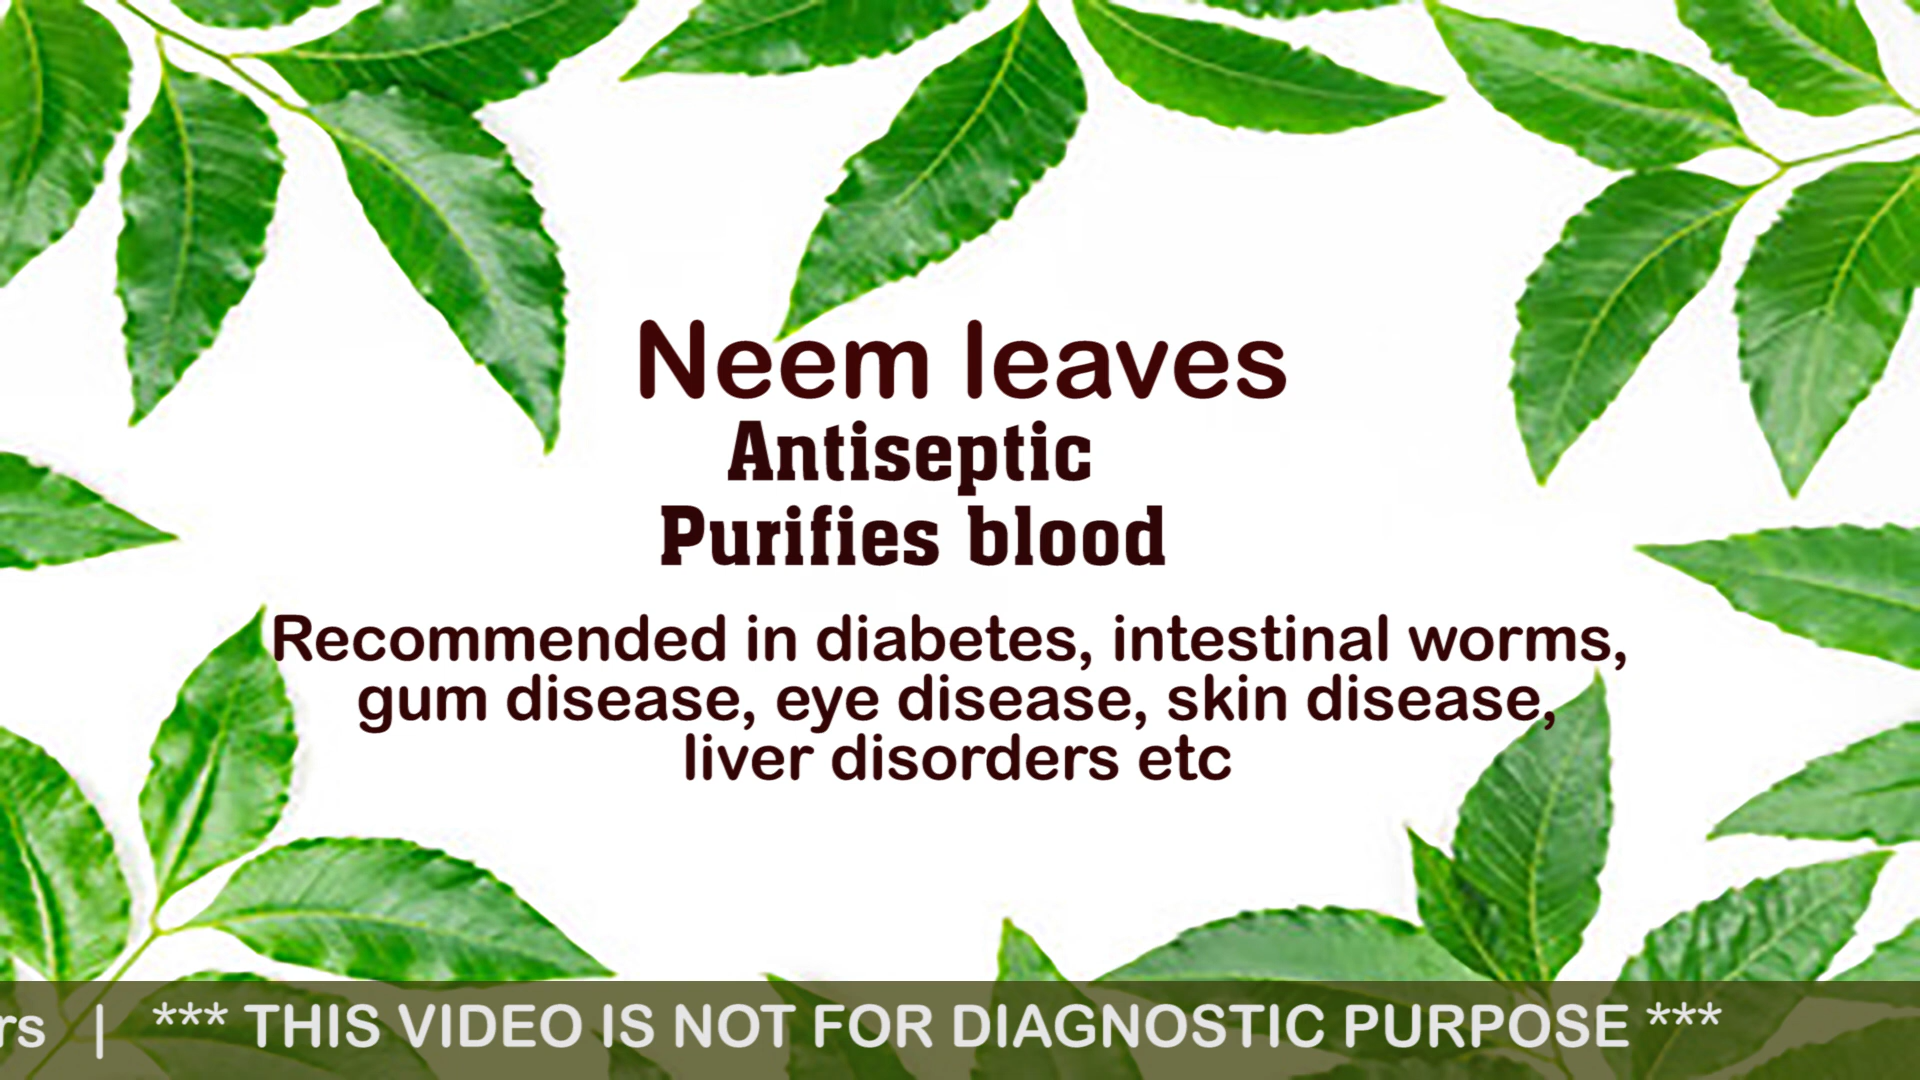 Neem leaves
Antiseptic
Purifies blood
Recommended in diabetes, intestinal worms,
gum disease, eye disease, skin disease,
liver disorders etc
rs | *** THIS VIDEO IS NOT FOR DIAGNOSTIC PURPOSE ***